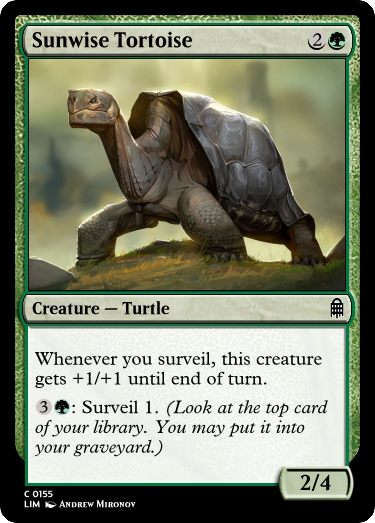 Sunwise Tortoise 2
Creature — Turtle
Whenever you surveil, this creature
gets +1/+1 until end of turn.
3: Surveil 1. (Look at the top card
of your library. You may put it into
your graveyard.)
2/4
C 0155
LIM Andrew Mironov